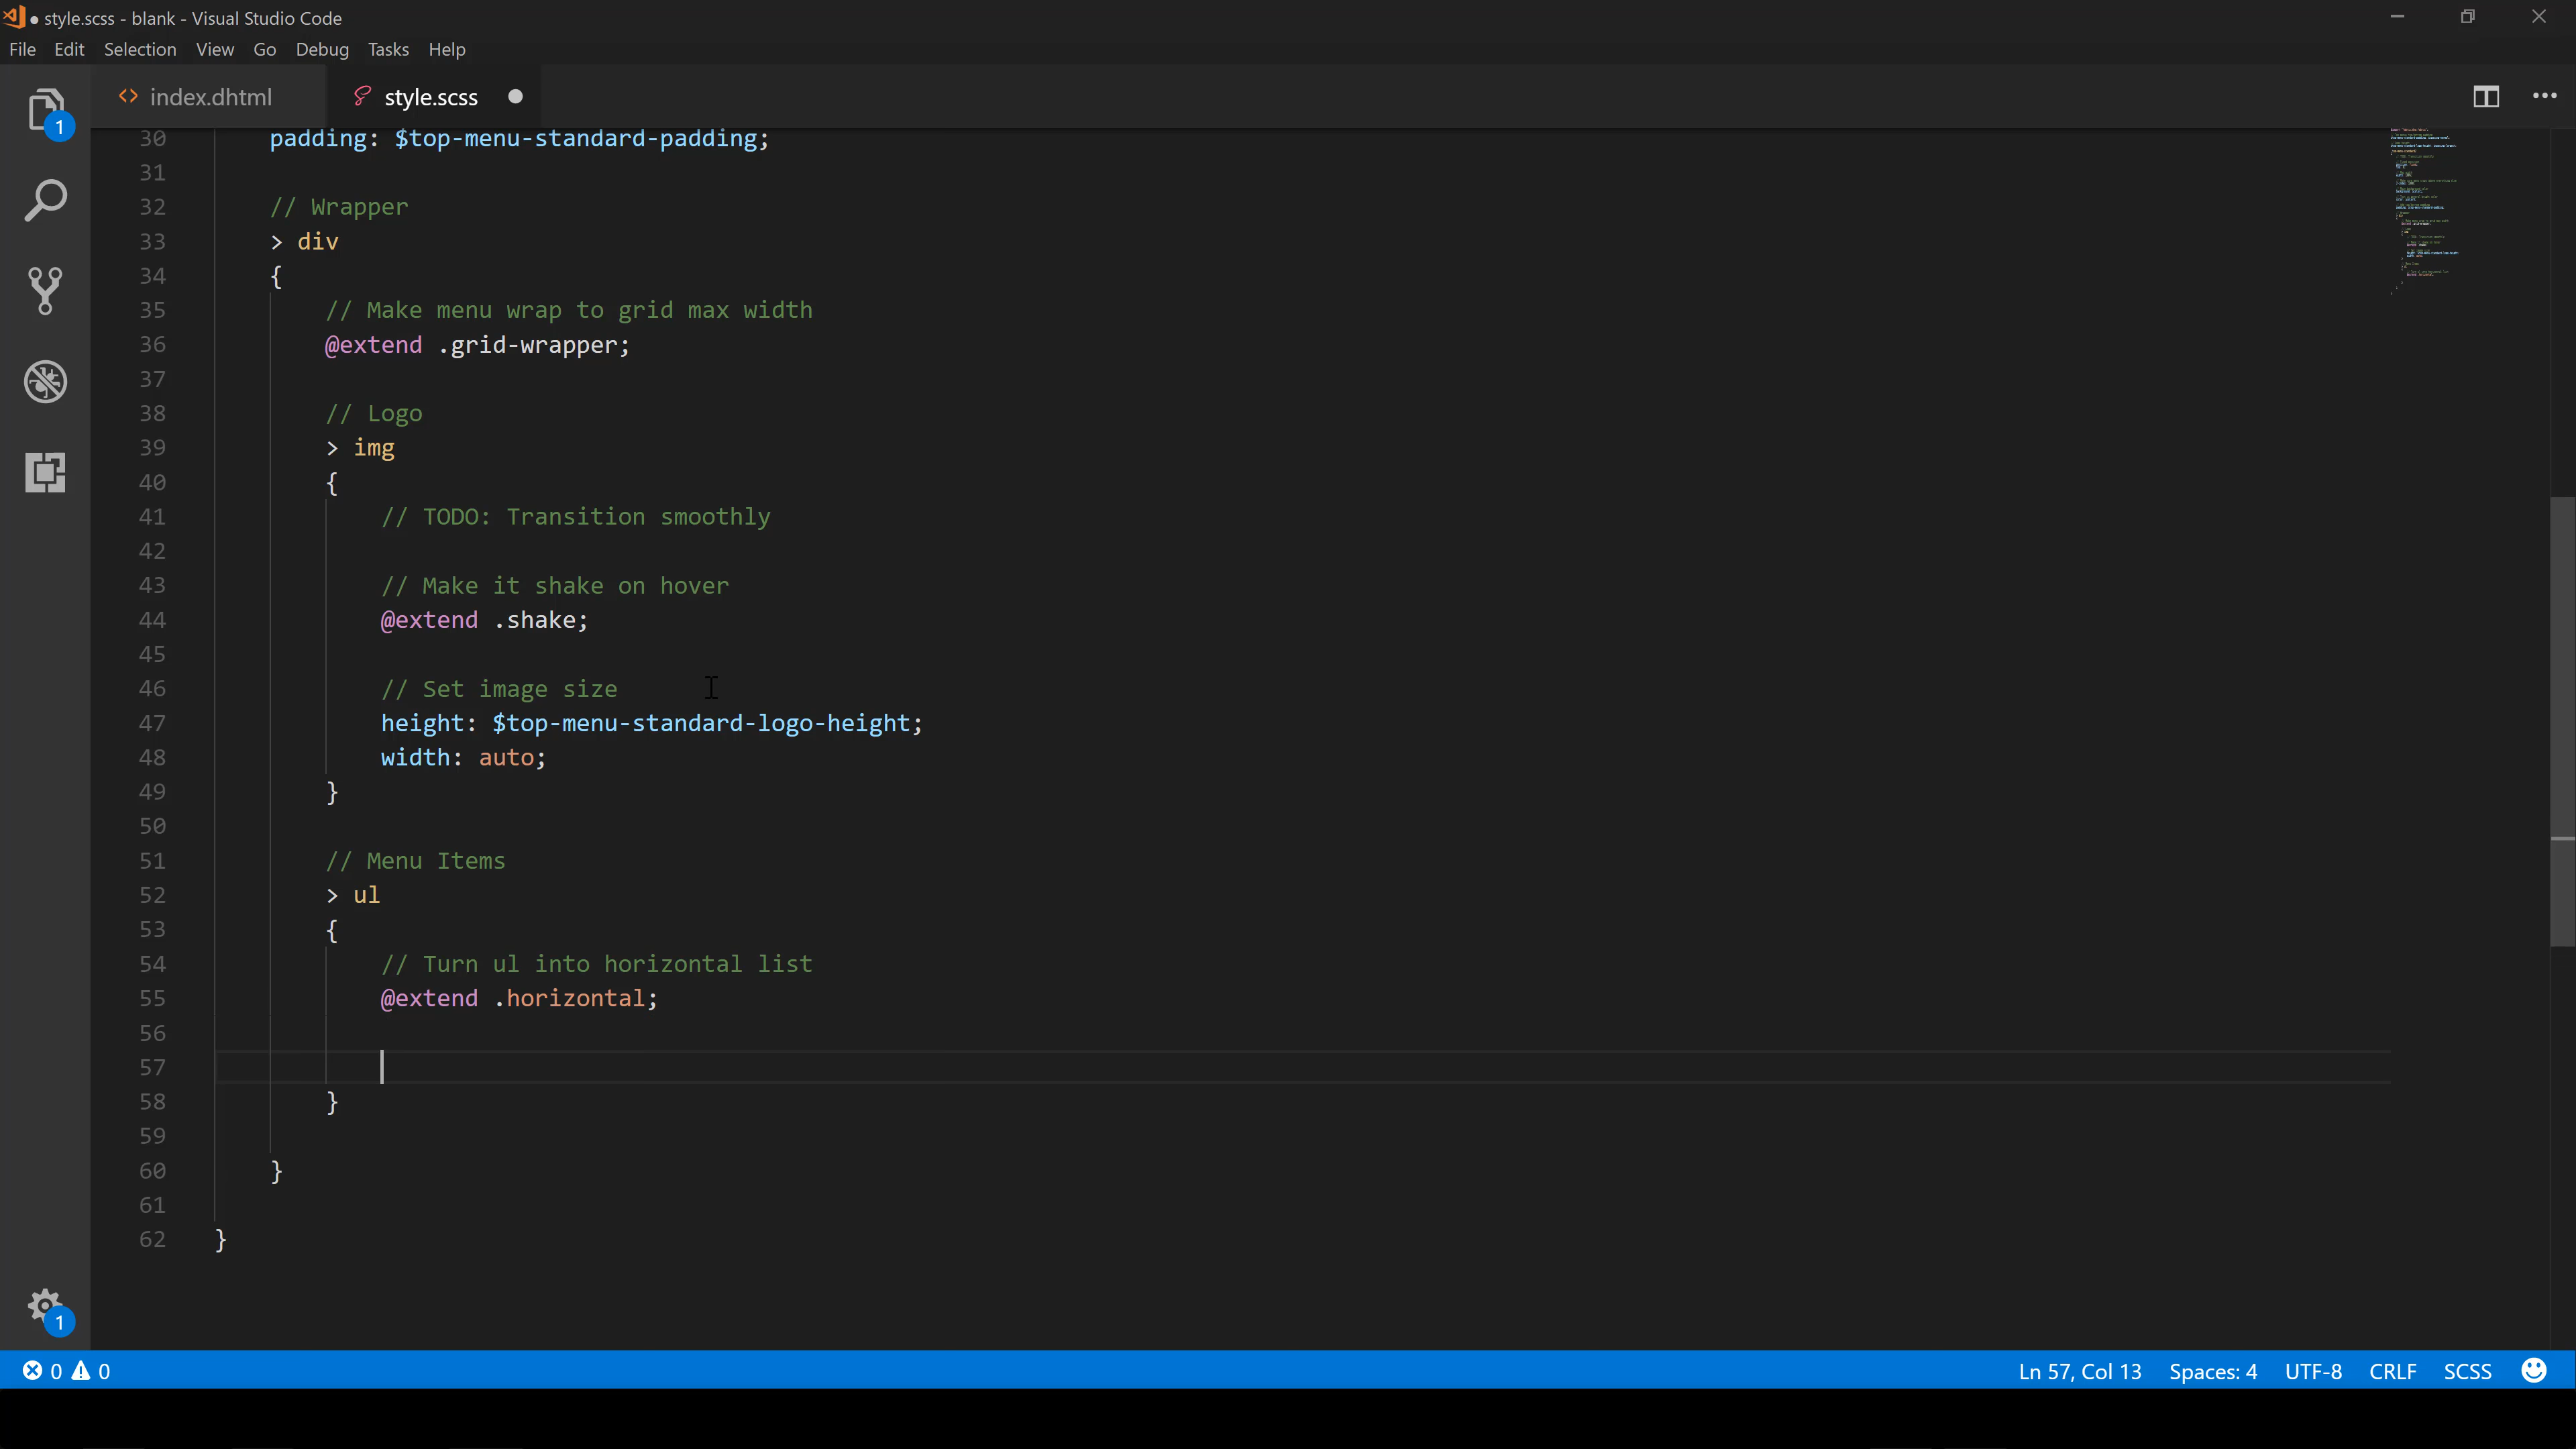 style.scss - blank - Visual Studio Code
File Edit Selection View Go Debug Tasks Help
index.dhtml style.scss
1
30 padding: $top-menu-standard-padding;
31
32 // Wrapper
33 > div
34 {
35 // Make menu wrap to grid max width
36 @extend .grid-wrapper;
37
38 // Logo
39 > img
40 {
41 // TODO: Transition smoothly
42
43 // Make it shake on hover
44 @extend .shake;
45
46 // Set image size
47 height: $top-menu-standard-logo-height;
48 width: auto;
49 }
50
51 // Menu Items
52 > ul
53 {
54 // Turn ul into horizontal list
55 @extend .horizontal;
56
57
58 }
59
60 }
61
62 }
1
0 0 Ln 57, Col 13 Spaces: 4 UTF-8 CRLF SCSS